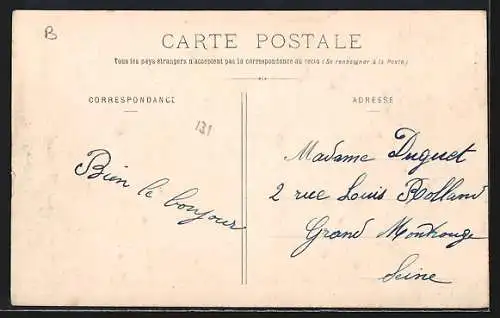 B
CARTE POSTALE
Tous les pays étrangers n'acceptent pas la correspondance au recto (Se renseigner à la Poste)
CORRESPONDANCE
ADRESSE
131
Bien le bonjour
Madame Duguet
2 rue Louis Rolland
Grand Montrouge
Seine